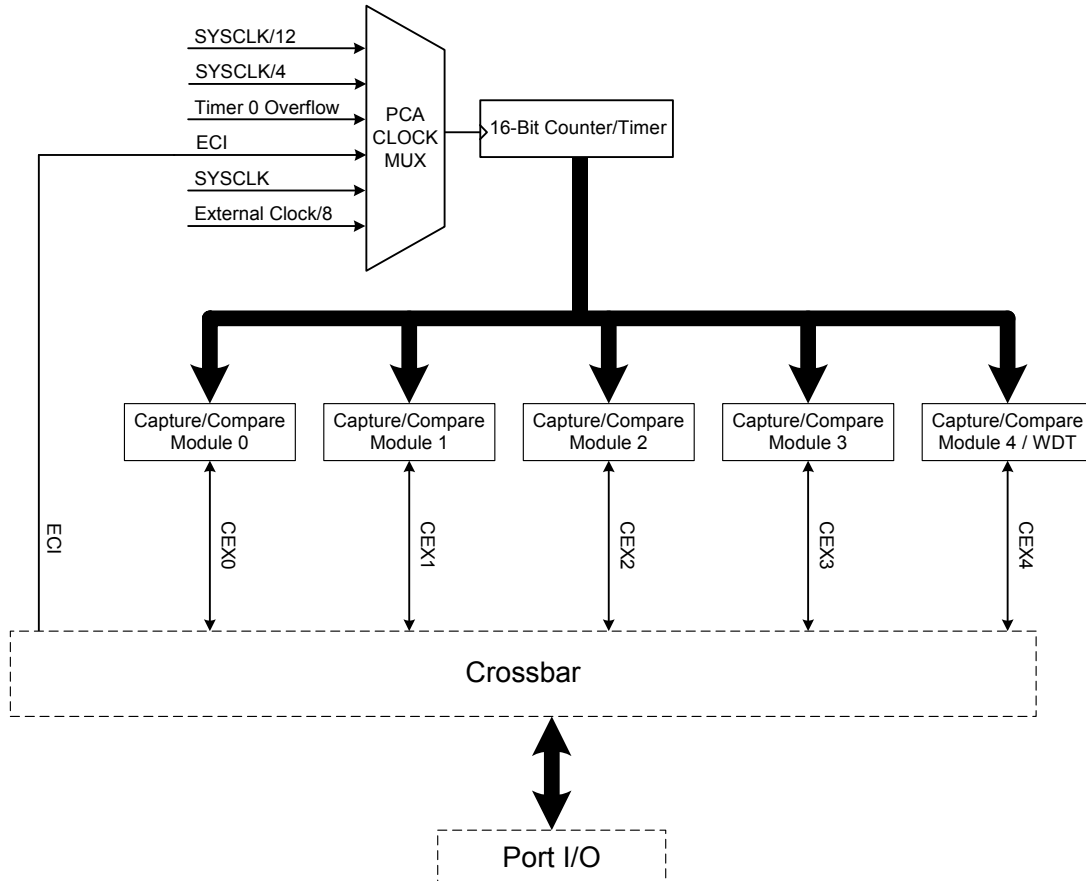 SYSCLK/12
SYSCLK/4
Timer 0 Overflow
ECI
SYSCLK
External Clock/8
PCA
CLOCK
MUX
16-Bit Counter/Timer
Capture/Compare
Module 0
Capture/Compare
Module 1
Capture/Compare
Module 2
Capture/Compare
Module 3
Capture/Compare
Module 4 / WDT
ECI
CEX0
CEX1
CEX2
CEX3
CEX4
Crossbar
Port I/O